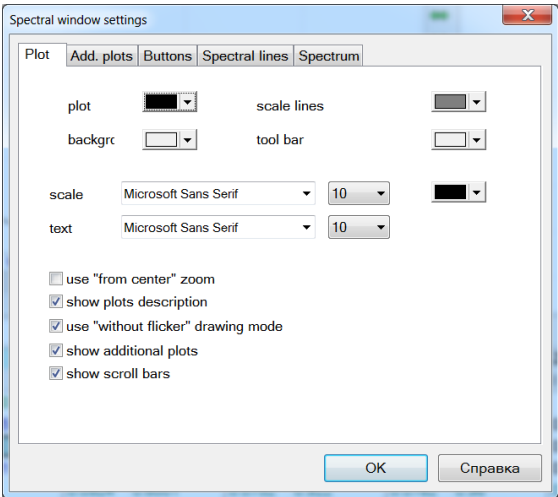 Spectral window settings
Plot Add. plots Buttons Spectral lines Spectrum
plot scale lines
backgrc tool bar
scale Microsoft Sans Serif 10
text Microsoft Sans Serif 10
use "from center" zoom
show plots description
use "without flicker" drawing mode
show additional plots
show scroll bars
OK Справка